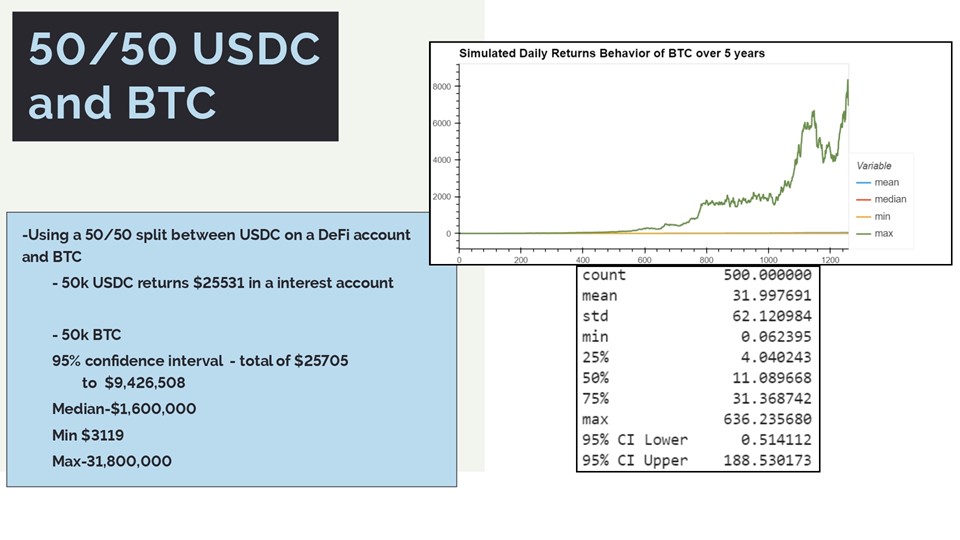 50/50 USDC
and BTC
Simulated Daily Returns Behavior of BTC over 5 years
8000
6000
4000
2000
0
0 200 400 600 800 1000 1200
Variable
mean
median
min
max
-Using a 50/50 split between USDC on a DeFi account
and BTC
- 50k USDC returns $25531 in a interest account
- 50k BTC
95% confidence interval - total of $25705
to $9,426,508
Median-$1,600,000
Min $3119
Max-31,800,000
count 500.000000
mean 31.997691
std 62.120984
min 0.062395
25% 4.040243
50% 11.089668
75% 31.368742
max 636.235680
95% CI Lower 0.514112
95% CI Upper 188.530173